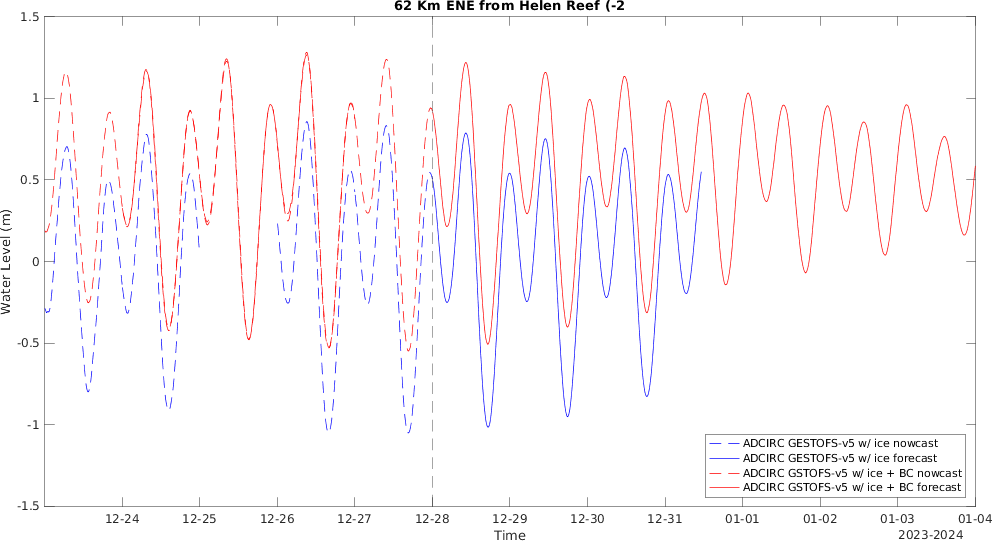 62 Km ENE from Helen Reef (-2
1.5
1
0.5
0
-0.5
-1
-1.5
Water Level (m)
ADCIRC GESTOFS-v5 w/ ice nowcast
ADCIRC GESTOFS-v5 w/ ice forecast
ADCIRC GSTOFS-v5 w/ ice + BC nowcast
ADCIRC GSTOFS-v5 w/ ice + BC forecast
12-24 12-25 12-26 12-27 12-28 12-29 12-30 12-31 01-01 01-02 01-03 01-04
Time
2023-2024